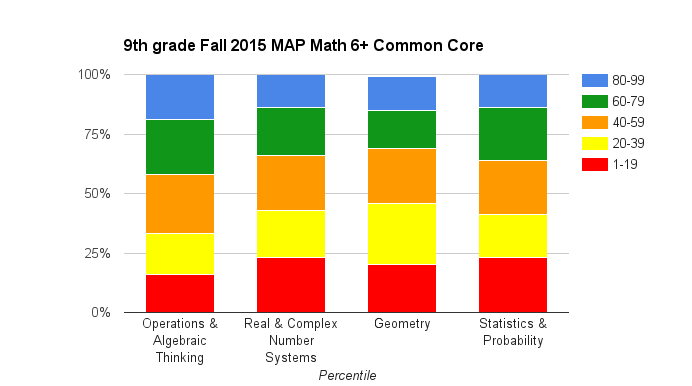 9th grade Fall 2015 MAP Math 6+ Common Core
100%
75%
50%
25%
0%
80-99
60-79
40-59
20-39
1-19
Operations &
Algebraic
Thinking
Real & Complex
Number
Systems
Geometry
Statistics &
Probability
Percentile